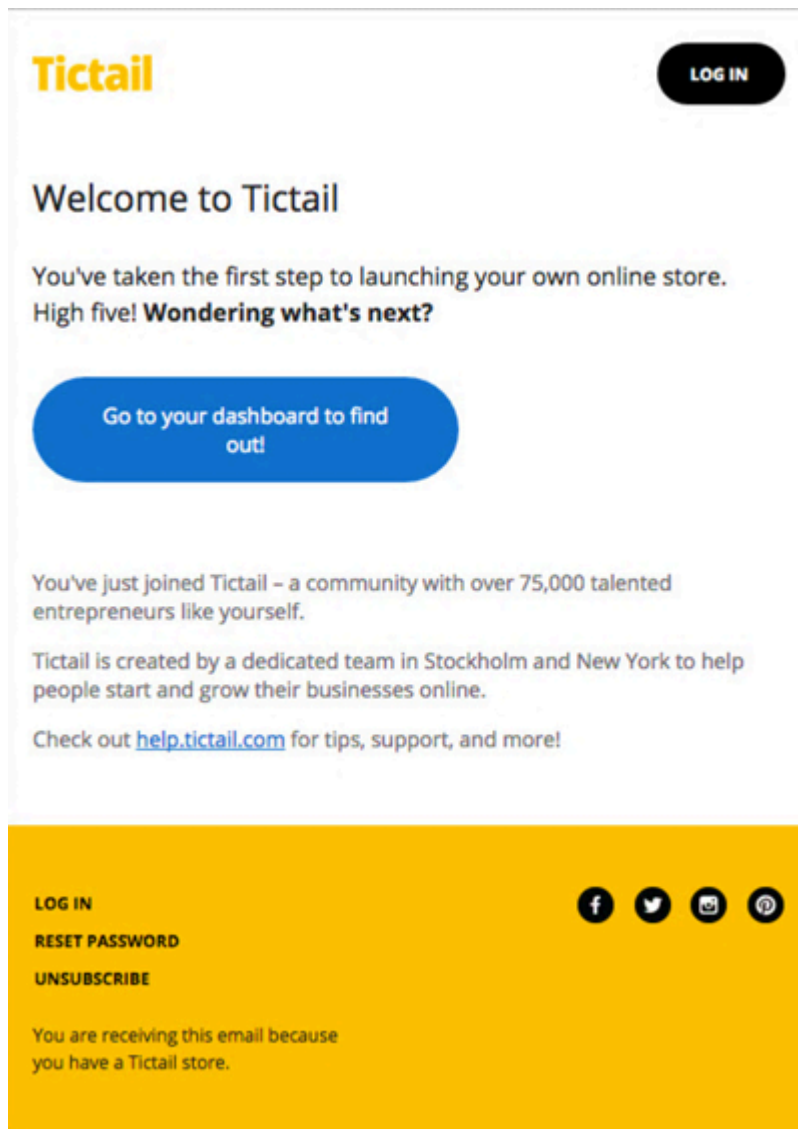 Tictail
LOG IN
Welcome to Tictail
You've taken the first step to launching your own online store.
High five! Wondering what's next?
Go to your dashboard to find
out!
You've just joined Tictail – a community with over 75,000 talented
entrepreneurs like yourself.
Tictail is created by a dedicated team in Stockholm and New York to help
people start and grow their businesses online.
Check out help.tictail.com for tips, support, and more!
LOG IN
RESET PASSWORD
UNSUBSCRIBE
You are receiving this email because
you have a Tictail store.